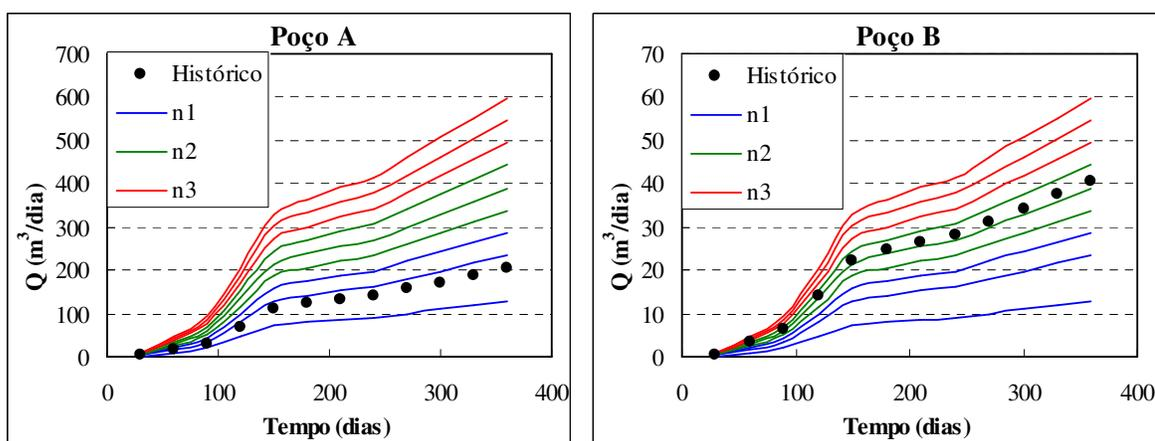 Poço A
700
600
500
400
300
200
100
0
Q (m³/dia)
Histórico
n1
n2
n3
0 100 200 300 400
Tempo (dias)
Poço B
70
60
50
40
30
20
10
0
Q (m³/dia)
Histórico
n1
n2
n3
0 100 200 300 400
Tempo (dias)